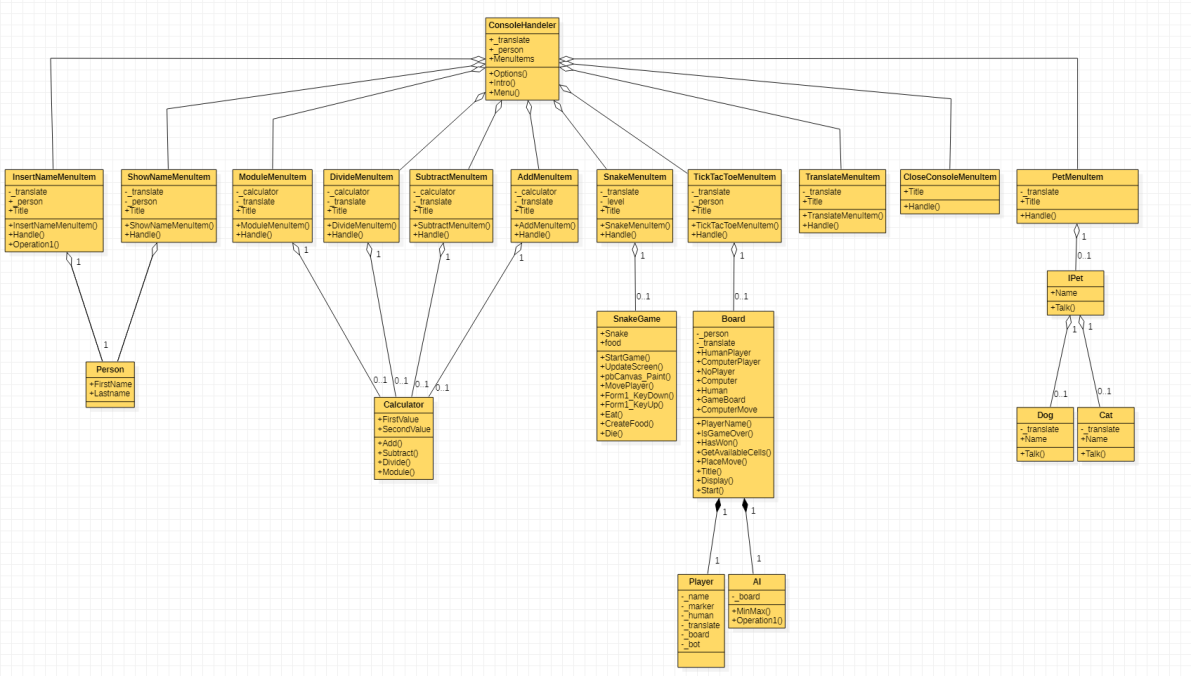 ConsoleHandeler
+_translate
+_person
+MenuItems
+Options()
+Intro()
+Menu()
InsertNameMenuItem
-_translate
+_person
+Title
+InsertNameMenuItem()
+Handle()
+Operation1()
ShowNameMenuItem
-_translate
-_person
+Title
+ShowNameMenuItem()
+Handle()
ModuleMenuItem
-_calculator
-_translate
+Title
+ModuleMenuItem()
+Handle()
DivideMenuItem
-_calculator
-_translate
+Title
+DivideMenuItem()
+Handle()
SubtractMenuItem
-_calculator
-_translate
+Title
+SubtractMenuItem()
+Handle()
AddMenuItem
-_calculator
-_translate
+Title
+AddMenuItem()
+Handle()
SnakeMenuItem
-_translate
-_level
+Title
+SnakeMenuItem()
+Handle()
TickTacToeMenuItem
-_translate
-_person
+Title
+TickTacToeMenuItem()
+Handle()
TranslateMenuItem
-_translate
+Title
+TranslateMenuItem()
+Handle()
CloseConsoleMenuItem
+Title
+Handle()
PetMenuItem
-_translate
+Title
+Handle()
1
1
1
1
1
1
1
1
0..1
IPet
+Name
+Talk()
1
1
0..1
0..1
0..1
0..1
1
Person
+FirstName
+Lastname
0..1
0..1
0..1
0..1
Calculator
+FirstValue
+SecondValue
+Add()
+Subtract()
+Divide()
+Module()
SnakeGame
+Snake
+food
+StartGame()
+UpdateScreen()
+pbCanvas_Paint()
+MovePlayer()
+Form1_KeyDown()
+Form1_KeyUp()
+Eat()
+CreateFood()
+Die()
Board
-_person
-_translate
+HumanPlayer
+ComputerPlayer
+NoPlayer
+Computer
+Human
+GameBoard
+ComputerMove
+PlayerName()
+IsGameOver()
+HasWon()
+GetAvailableCells()
+PlaceMove()
+Title()
+Display()
+Start()
Dog
-_translate
+Name
+Talk()
Cat
-_translate
+Name
+Talk()
1
1
1
1
Player
-_name
-_marker
-_human
-_translate
-_board
-_bot
AI
-_board
+MinMax()
+Operation1()